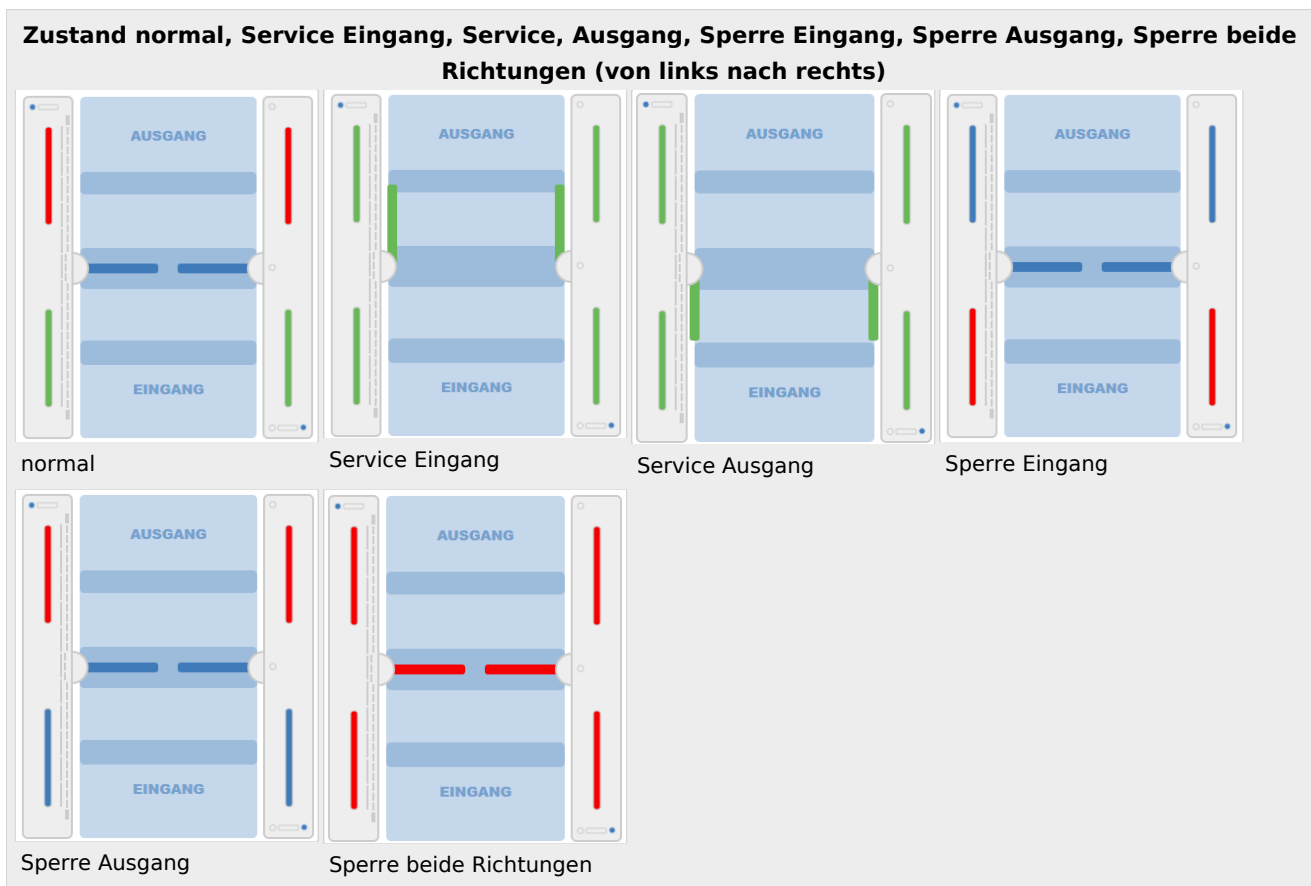 Zustand normal, Service Eingang, Service, Ausgang, Sperre Eingang, Sperre Ausgang, Sperre beide
Richtungen (von links nach rechts)
AUSGANG
EINGANG
normal
AUSGANG
EINGANG
Service Eingang
AUSGANG
EINGANG
Service Ausgang
AUSGANG
EINGANG
Sperre Eingang
AUSGANG
EINGANG
Sperre Ausgang
AUSGANG
EINGANG
Sperre beide Richtungen